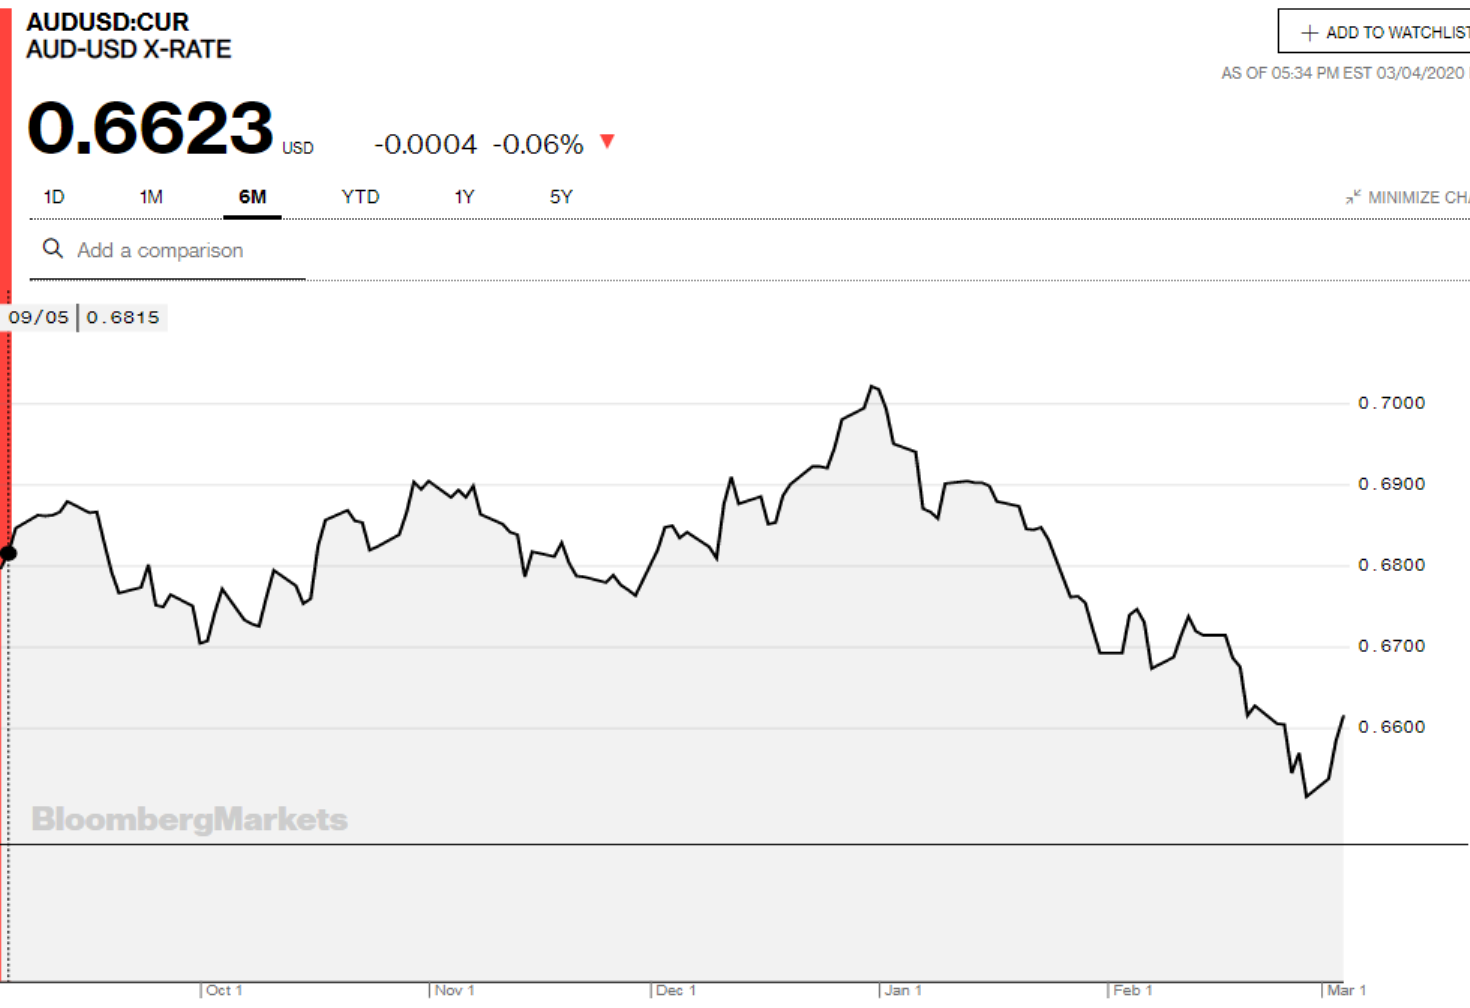 AUDUSD:CUR
AUD-USD X-RATE
+ ADD TO WATCHLIST
AS OF 05:34 PM EST 03/04/2020
0.6623 USD -0.0004 -0.06% ▼
1D 1M 6M YTD 1Y 5Y
MINIMIZE CHA
Add a comparison
09/05 | 0.6815
0.7000
0.6900
0.6800
0.6700
0.6600
BloombergMarkets
Oct 1 Nov 1 Dec 1 Jan 1 Feb 1 Mar 1